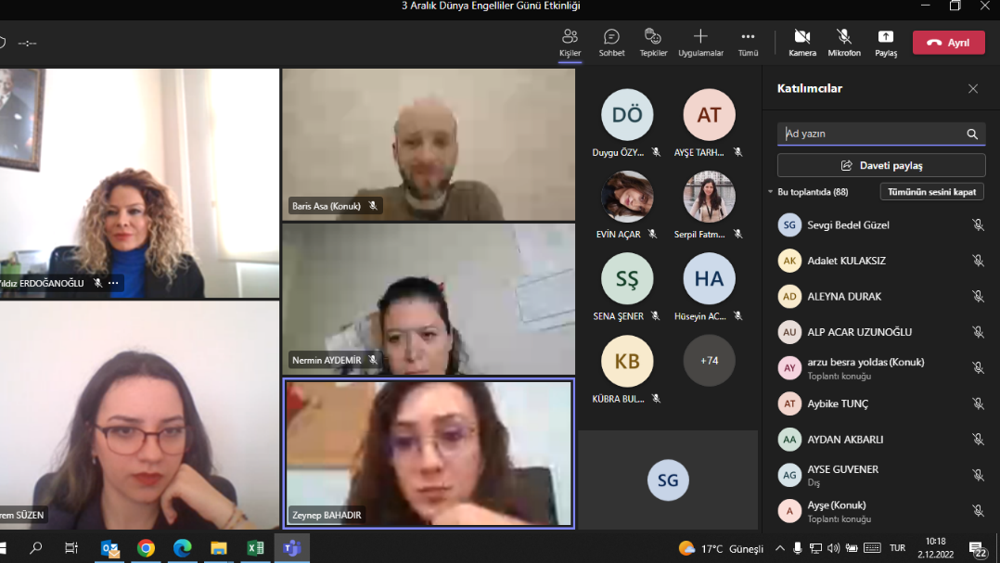 3 Aralık Dünya Engelliler Günü Etkinliği
--:--
Kişiler
Sohbet
Tepkiler
Uygulamalar
Tümü
Kamera
Mikrofon
Paylaş
Ayrıl
ıldız ERDOĞANOĞLU
Baris Asa (Konuk)
Nermin AYDEMİR
rem SÜZEN
Zeynep BAHADIR
DÖ
Duygu ÖZY...
AT
AYŞE TARH...
EVİN AÇAR
Serpil Fatm...
SŞ
SENA ŞENER
HA
Hüseyin AC...
KB
KÜBRA BUL...
+74
SG
Katılımcılar
Ad yazın
Daveti paylaş
Bu toplantıda (88)
Tümünün sesini kapat
SG
Sevgi Bedel Güzel
AK
Adalet KULAKSIZ
AD
ALEYNA DURAK
AU
ALP ACAR UZUNOĞLU
AY
arzu besra yoldas (Konuk)
Toplantı konuğu
AT
Aybike TUNÇ
AA
AYDAN AKBARLI
AG
AYSE GUVENER
Dış
A
Ayşe (Konuk)
Toplantı konuğu
17°C Güneşli
TUR
10:18
2.12.2022
22